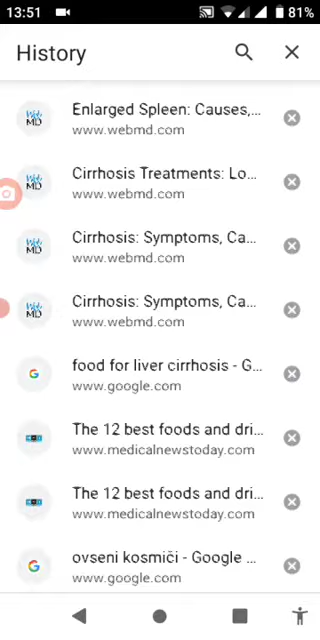 13:51
81%
History
Enlarged Spleen: Causes,...
www.webmd.com
Cirrhosis Treatments: Lo...
www.webmd.com
Cirrhosis: Symptoms, Ca...
www.webmd.com
Cirrhosis: Symptoms, Ca...
www.webmd.com
food for liver cirrhosis - G...
www.google.com
The 12 best foods and dri...
www.medicalnewstoday.com
The 12 best foods and dri...
www.medicalnewstoday.com
ovseni kosmiči - Google ...
www.google.com